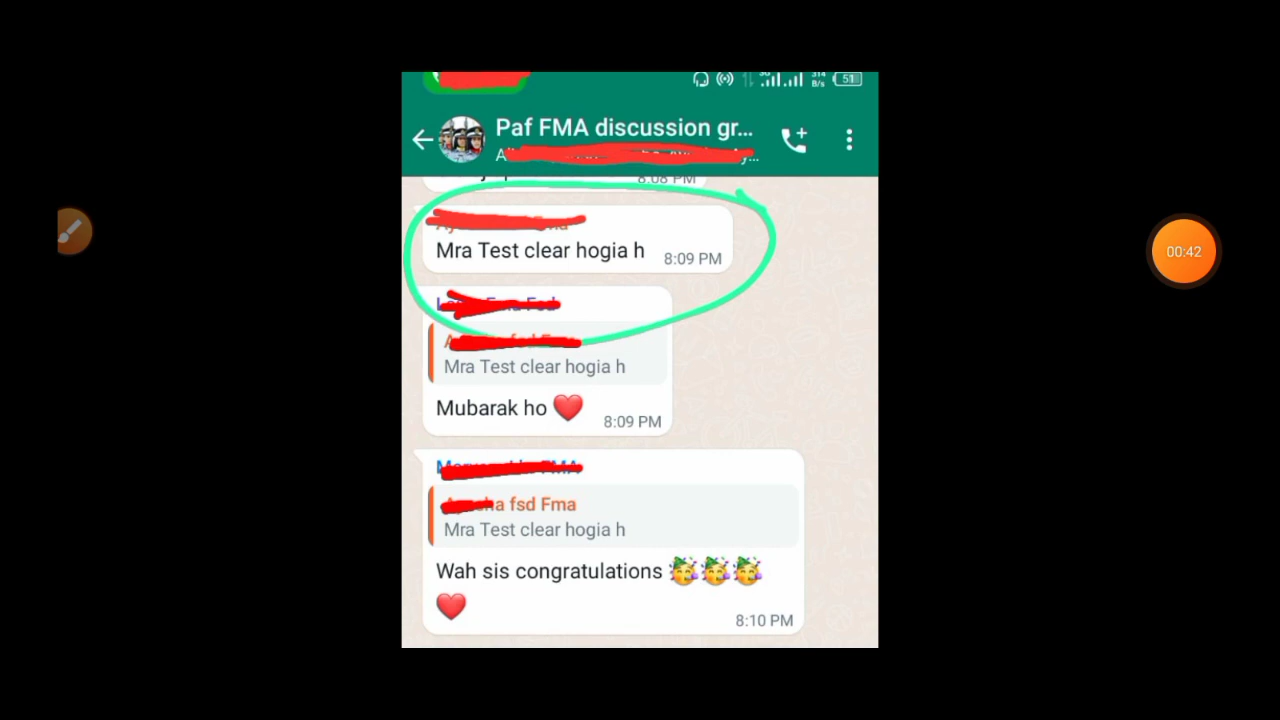 51
Paf FMA discussion gr...
8:08 PM
Mra Test clear hogia h
8:09 PM
00:42
Mra Test clear hogia h
Mubarak ho ❤️
8:09 PM
a fsd Fma
Mra Test clear hogia h
Wah sis congratulations 🥳🥳🥳
❤️
8:10 PM